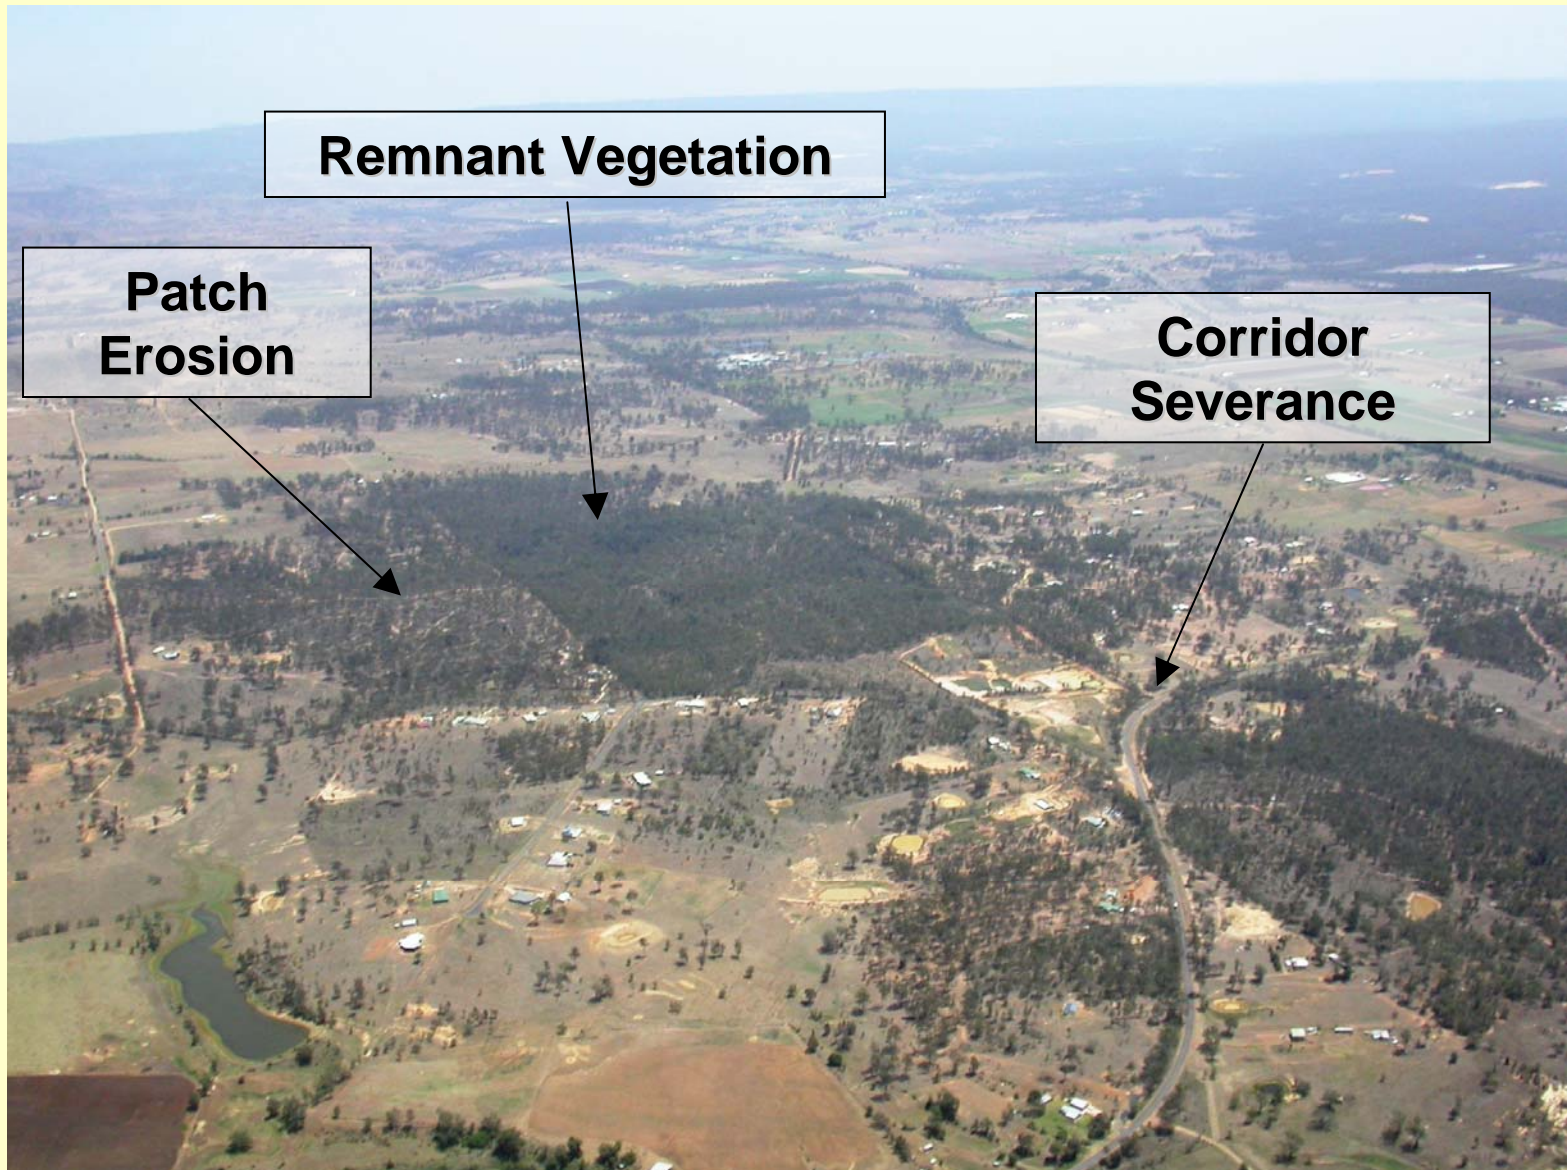 Remnant Vegetation
Patch
Erosion
Corridor
Severance